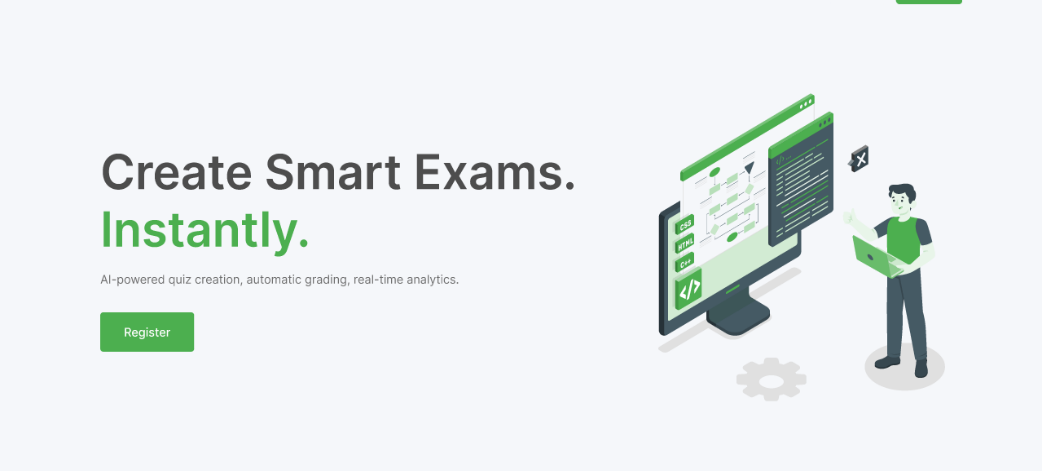 Create Smart Exams.
Instantly.
AI-powered quiz creation, automatic grading, real-time analytics.
Register
CSS
HTML
C++
</>